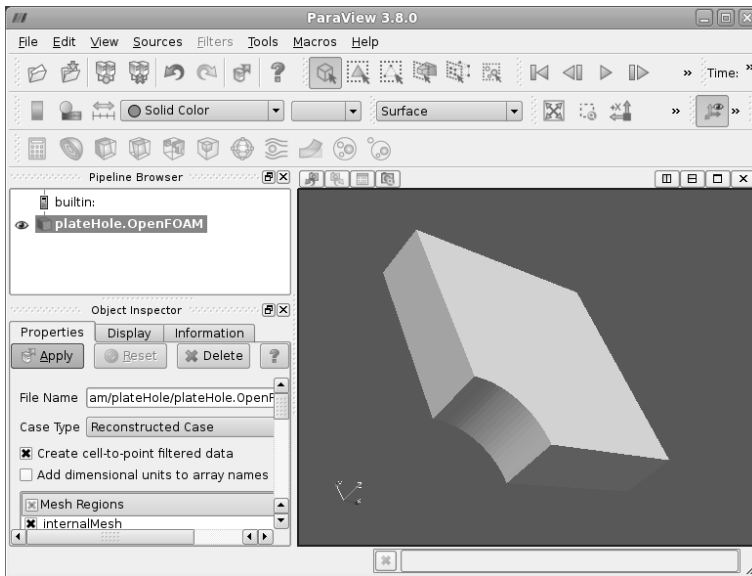 ParaView 3.8.0
File Edit View Sources Filters Tools Macros Help
» Time: »
Solid Color Surface » »
Pipeline Browser
builtin:
plateHole.OpenFOAM
Object Inspector
Properties Display Information
Apply Reset Delete ?
File Name am/plateHole/plateHole.OpenF
Case Type Reconstructed Case
Create cell-to-point filtered data
Add dimensional units to array names
Mesh Regions
internalMesh